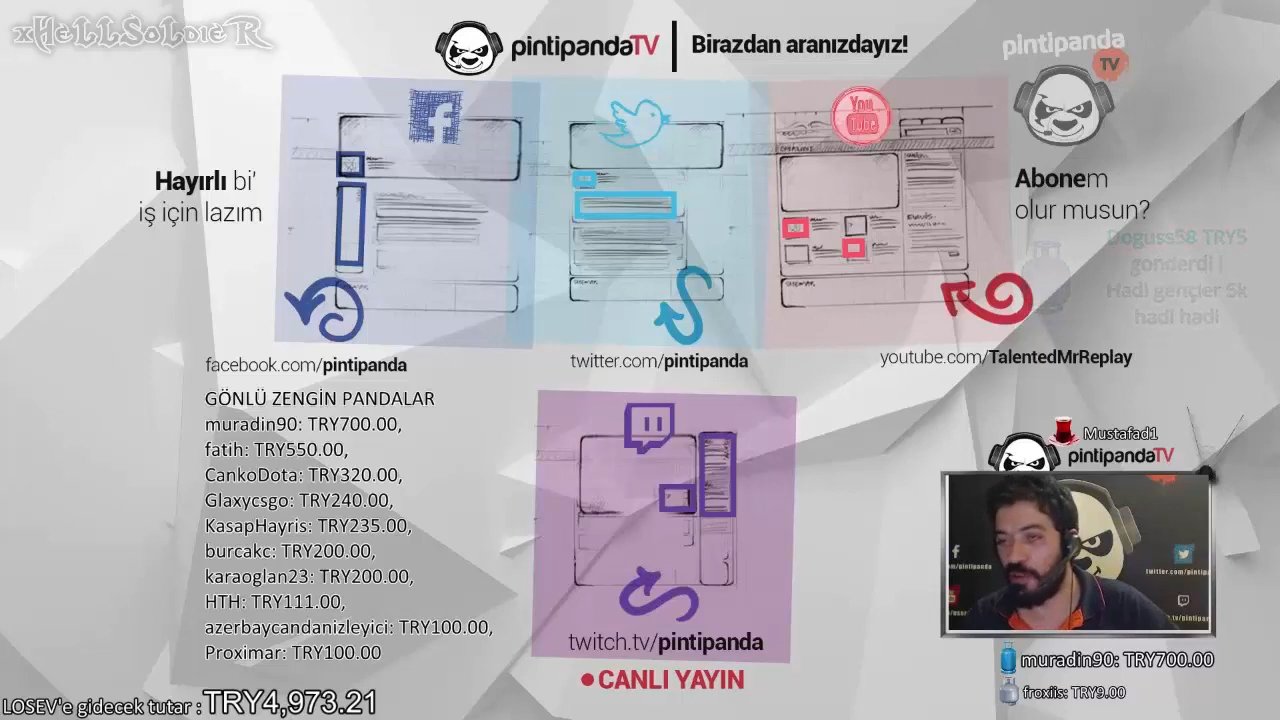 xHeLLSoLdieR
pintipandaTV | Birazdan aranızdayız!
pintipanda
TV
Hayırlı bi'
iş için lazım
f
You
Tube
Abonem
olur musun?
Doguss58 TRY5
gonderdi |
Hadi gençler 5k
hadi hadi
facebook.com/pintipanda
twitter.com/pintipanda
youtube.com/TalentedMrReplay
GÖNLÜ ZENGİN PANDALAR
muradin90: TRY700.00,
fatih: TRY550.00,
CankoDota: TRY320.00,
Glaxycsgo: TRY240.00,
KasapHayris: TRY235.00,
burcakc: TRY200.00,
karaoglan23: TRY200.00,
HTH: TRY111.00,
azerbaycandanizleyici: TRY100.00,
Proximar: TRY100.00
twitch.tv/pintipanda
CANLI YAYIN
Mustafad1
pintipandaTV
muradin90: TRY700.00
froxiis: TRY9.00
LOSEV'e gidecek tutar : TRY4,973.21